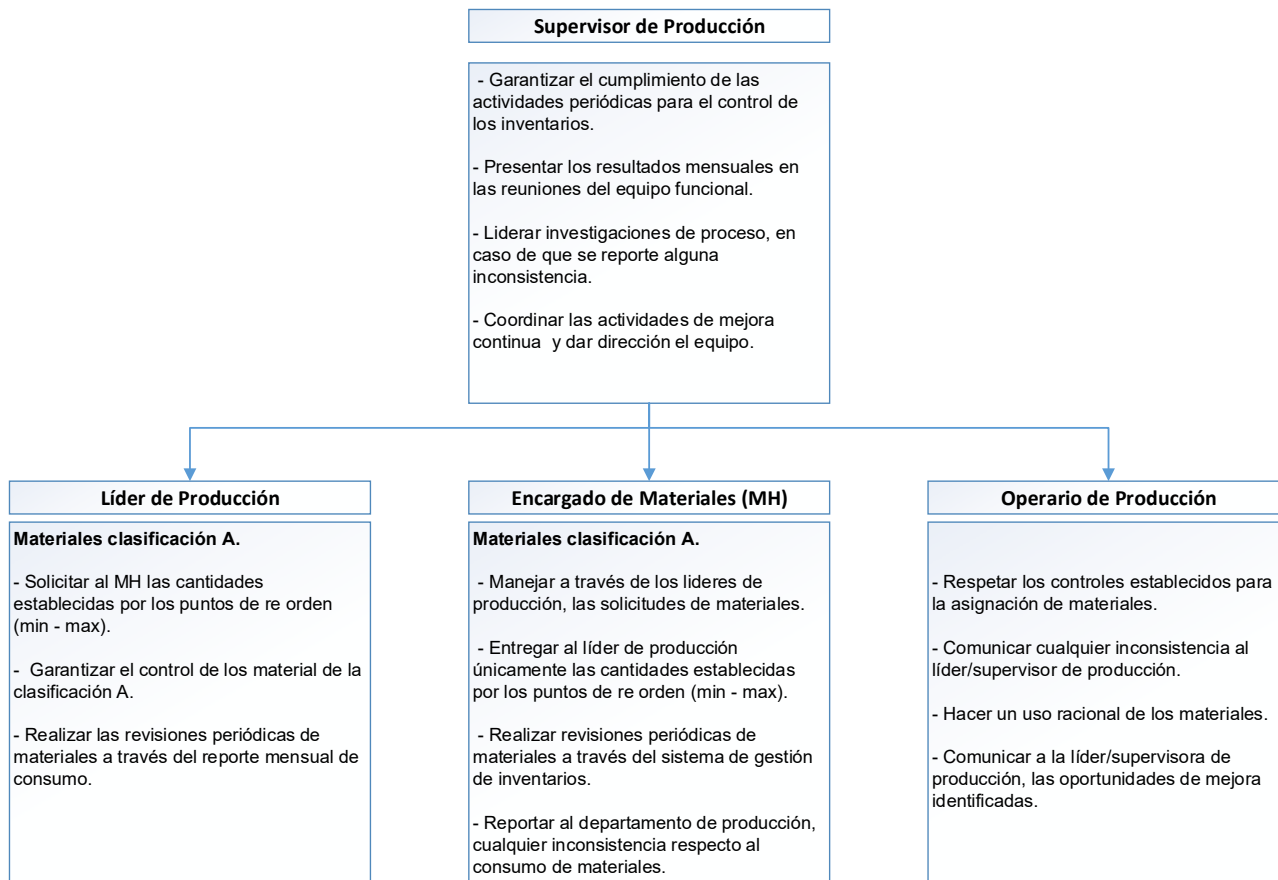 Supervisor de Producción
- Garantizar el cumplimiento de las
actividades periódicas para el control de
los inventarios.
- Presentar los resultados mensuales en
las reuniones del equipo funcional.
- Liderar investigaciones de proceso, en
caso de que se reporte alguna
inconsistencia.
- Coordinar las actividades de mejora
continua  y dar dirección el equipo.
Líder de Producción
Materiales clasificación A.
- Solicitar al MH las cantidades
establecidas por los puntos de re orden
(min - max).
-  Garantizar el control de los material de la
clasificación A.
- Realizar las revisiones periódicas de
materiales a través del reporte mensual de
consumo.
Encargado de Materiales (MH)
Materiales clasificación A.
- Manejar a través de los lideres de
producción, las solicitudes de materiales.
- Entregar al líder de producción
únicamente las cantidades establecidas
por los puntos de re orden (min - max).
- Realizar revisiones periódicas de
materiales a través del sistema de gestión
de inventarios.
- Reportar al departamento de producción,
cualquier inconsistencia respecto al
consumo de materiales.
Operario de Producción
- Respetar los controles establecidos para
la asignación de materiales.
- Comunicar cualquier inconsistencia al
líder/supervisor de producción.
- Hacer un uso racional de los materiales.
- Comunicar a la líder/supervisora de
producción, las oportunidades de mejora
identificadas.